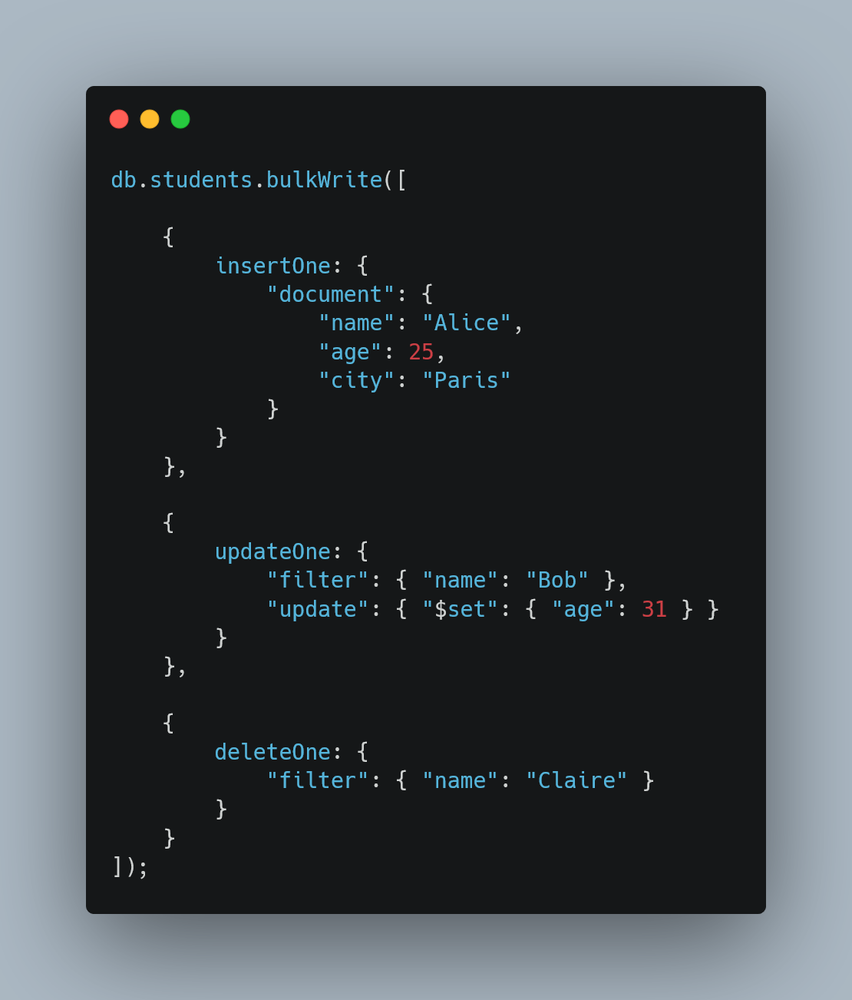 db.students.bulkWrite([
    {
        insertOne: {
            "document": {
                "name": "Alice",
                "age": 25,
                "city": "Paris"
            }
        }
    },
    {
        updateOne: {
            "filter": { "name": "Bob" },
            "update": { "$set": { "age": 31 } }
        }
    },
    {
        deleteOne: {
            "filter": { "name": "Claire" }
        }
    }
]);